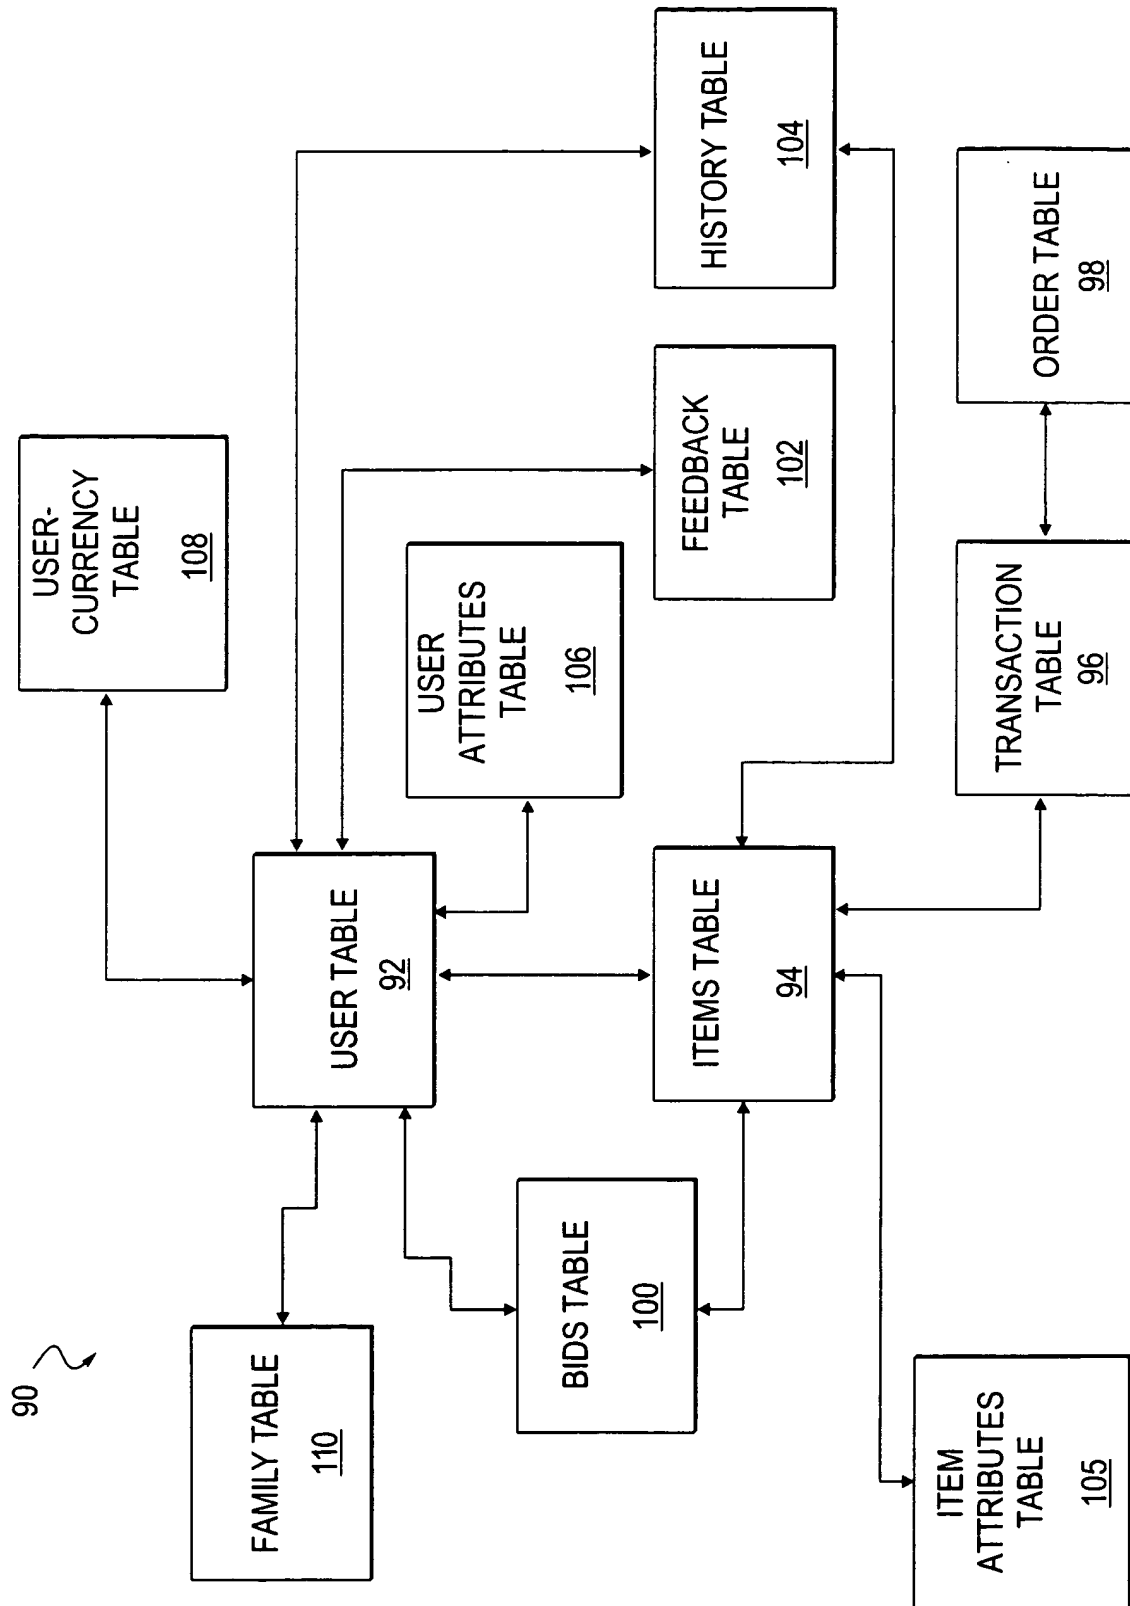 90
USER-
CURRENCY
TABLE
108
FAMILY TABLE
110
USER TABLE
92
USER
ATTRIBUTES
TABLE
106
BIDS TABLE
100
ITEMS TABLE
94
FEEDBACK
TABLE
102
HISTORY TABLE
104
ITEM
ATTRIBUTES
TABLE
105
TRANSACTION
TABLE
96
ORDER TABLE
98